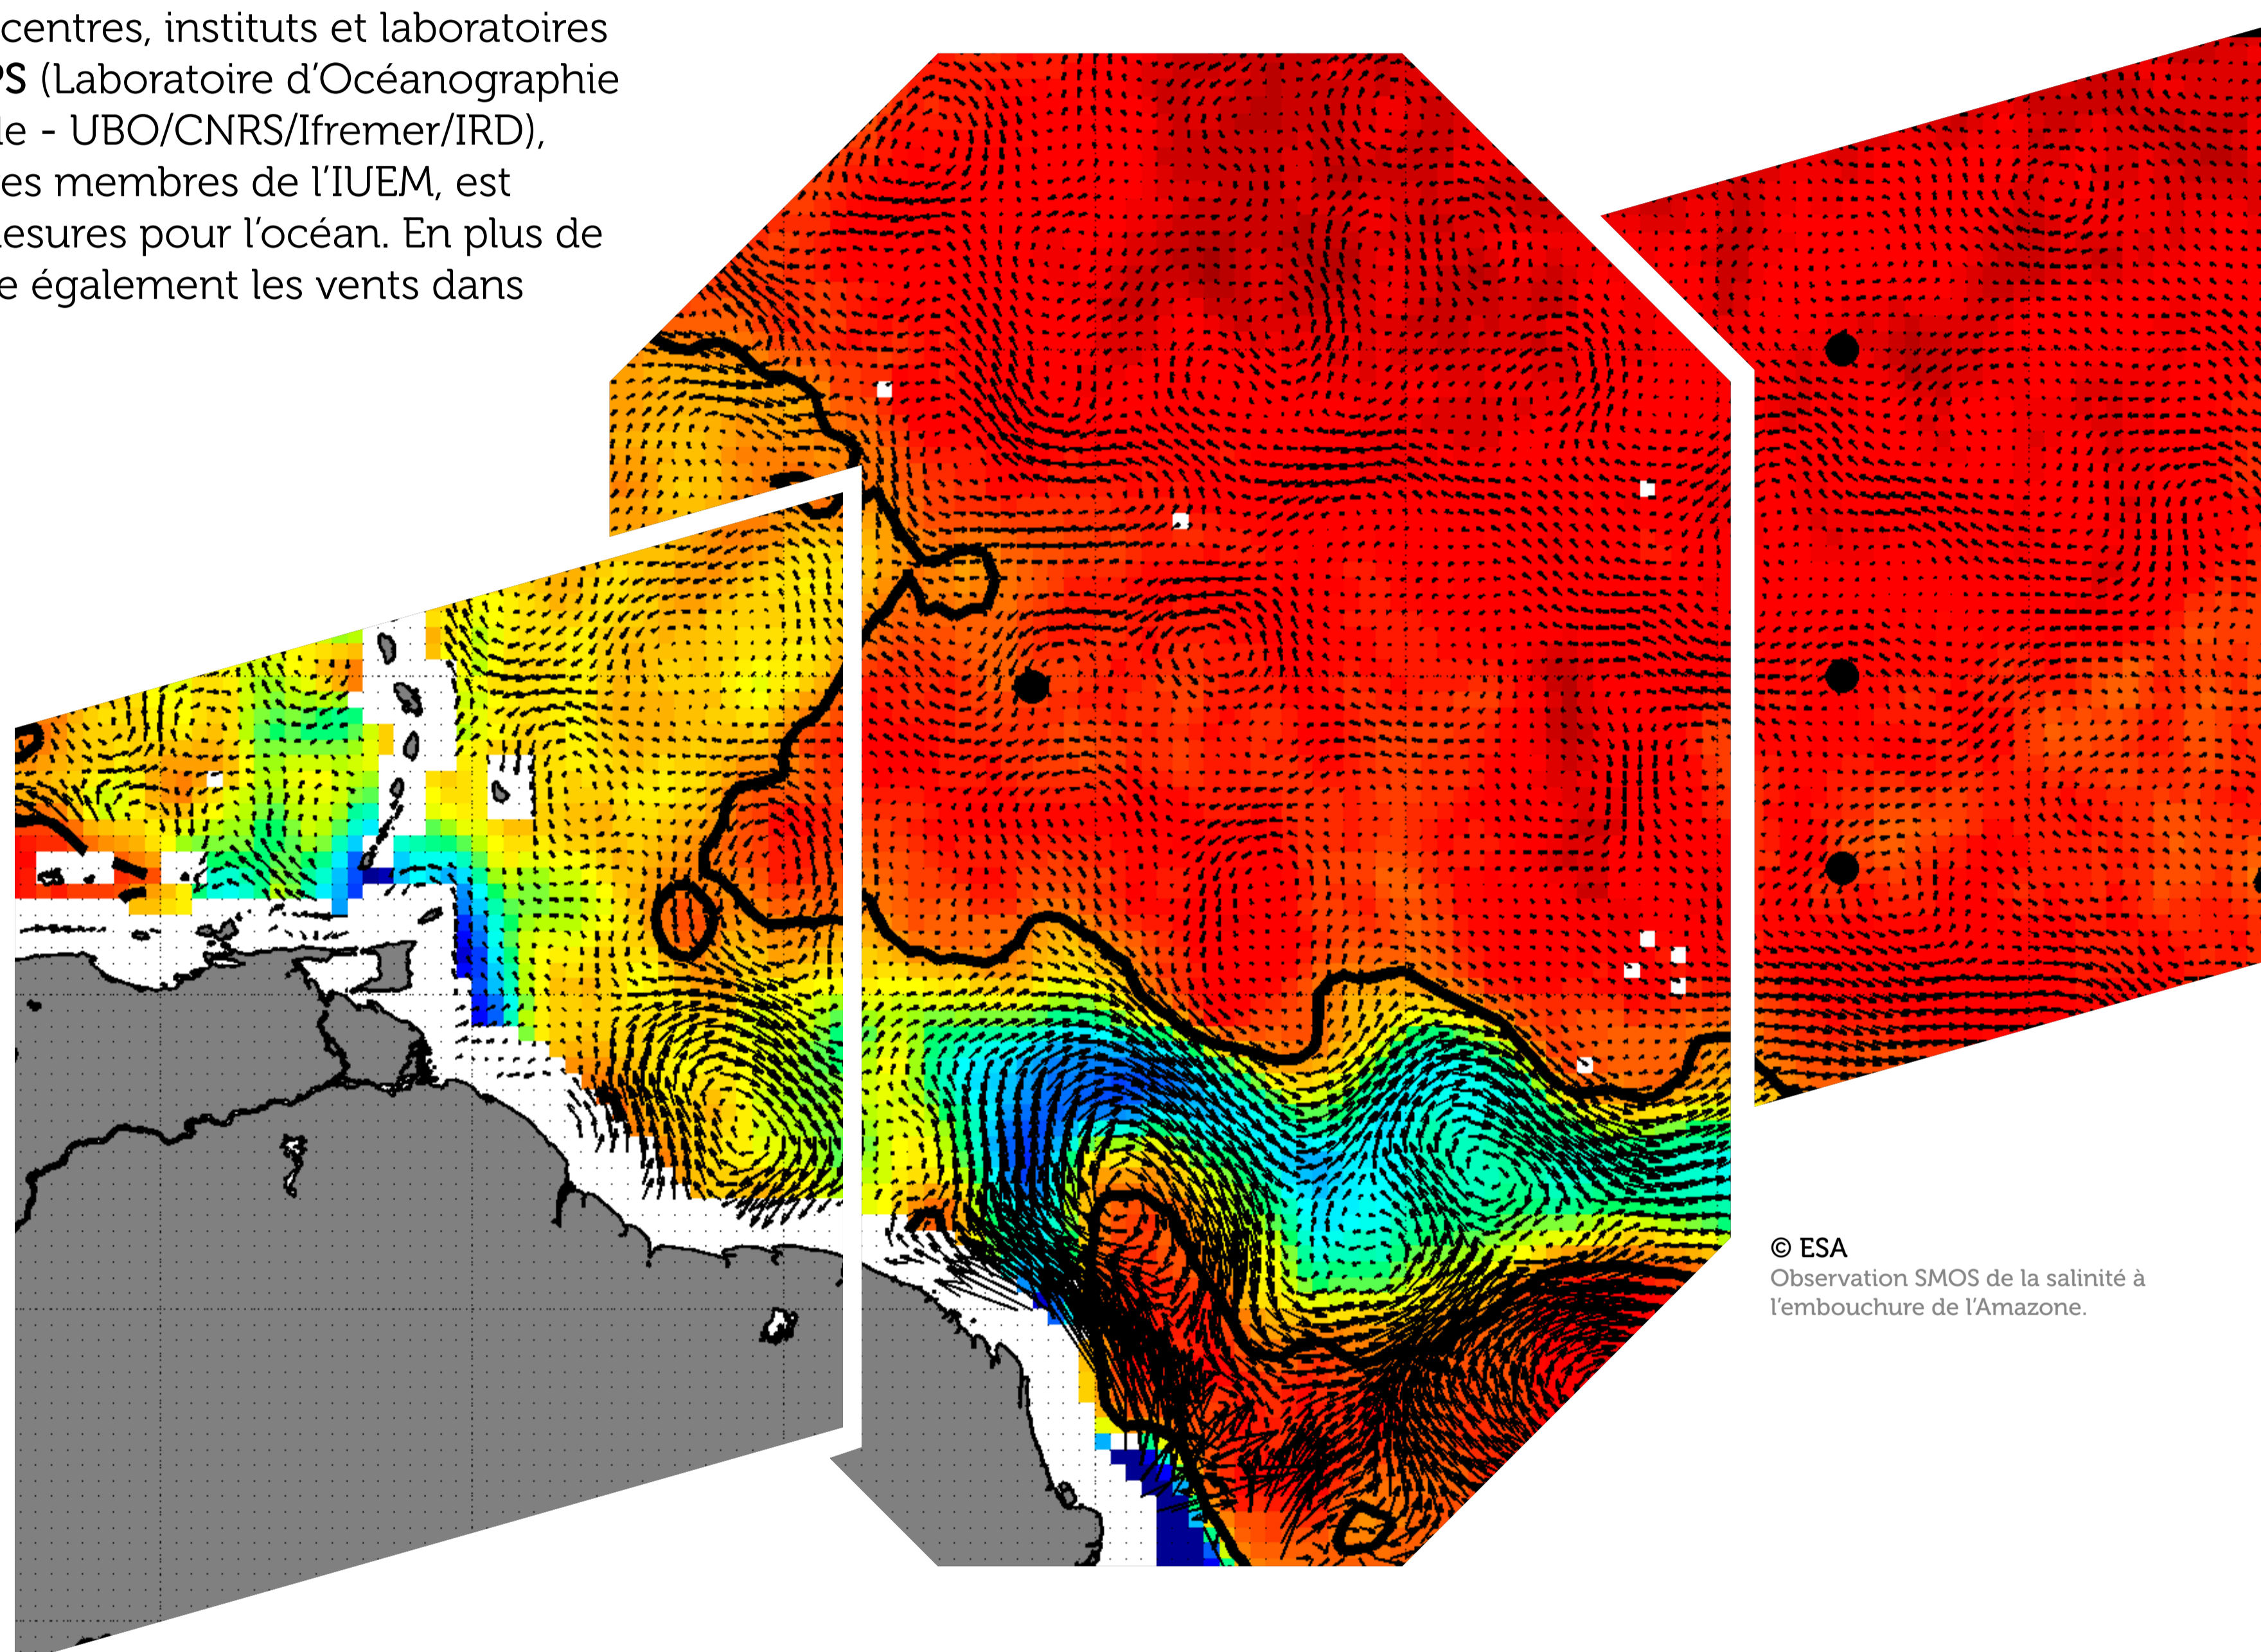 centres, instituts et laboratoires
PS (Laboratoire d'Océanographie
le - UBO/CNRS/Ifremer/IRD),
es membres de l'IUEM, est
esures pour l'océan. En plus de
e également les vents dans
© ESA
Observation SMOS de la salinité à
l'embouchure de l'Amazone.